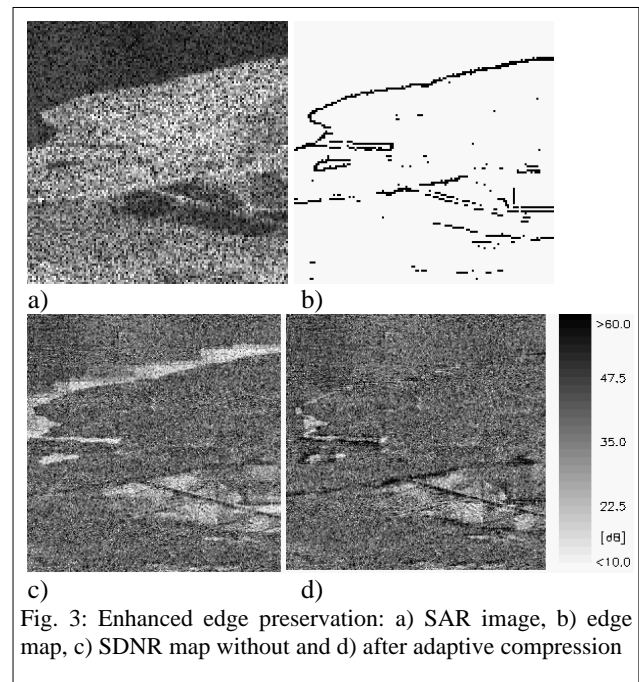 a)
b)
>60.0
47.5
35.0
22.5
[dB]
<10.0
c)
d)
Fig. 3: Enhanced edge preservation: a) SAR image, b) edge
map, c) SDNR map without and d) after adaptive compression